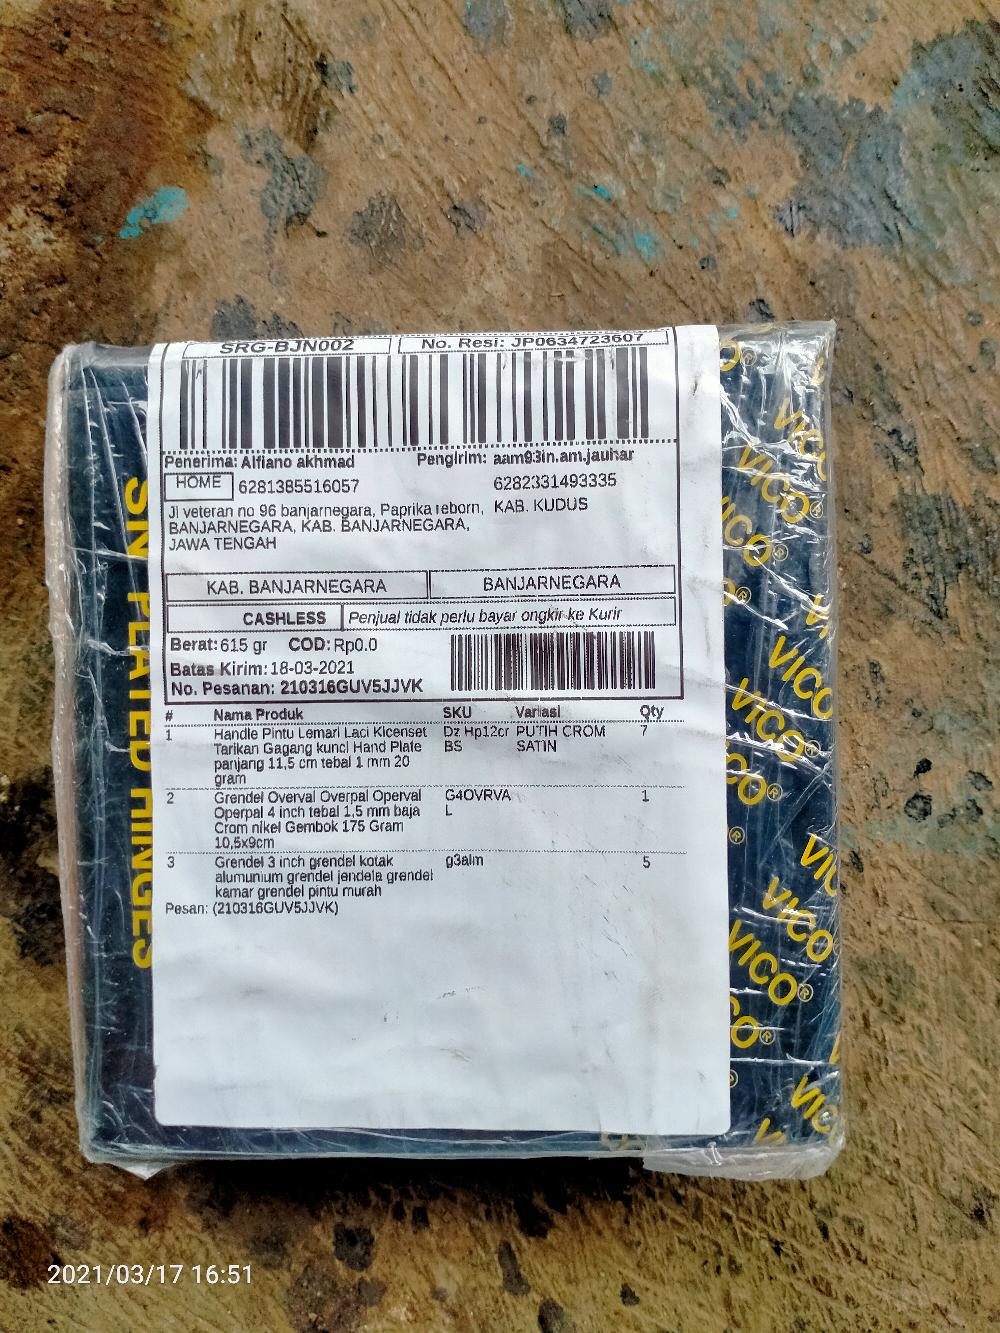 SRG-BJN002 No. Resi: JP0634723607
Penerima: Alfiano akhmad Pengirim: aam93in.am.jauhar
HOME 6281385516057 6282331493335
Jl veteran no 96 banjarnegara, Paprika reborn, KAB. KUDUS
BANJARNEGARA, KAB. BANJARNEGARA,
JAWA TENGAH
KAB. BANJARNEGARA BANJARNEGARA
CASHLESS Penjual tidak perlu bayar ongkir ke Kurir
Berat: 615 gr COD: Rp0.0
Batas Kirim: 18-03-2021
No. Pesanan: 210316GUV5JJVK
# Nama Produk SKU Variasi Qty
1 Handle Pintu Lemari Laci Kicenset Dz Hp12cr PUTIH CROM 7
Tarikan Gagang kunci Hand Plate BS SATIN
panjang 11,5 cm tebal 1 mm 20
gram
2 Grendel Overval Overpal Operval G4OVRVA 1
Operpal 4 inch tebal 1,5 mm baja L
Crom nikel Gembok 175 Gram
10,5x9cm
3 Grendel 3 inch grendel kotak g3alm 5
alumunium grendel jendela grendel
kamar grendel pintu murah
Pesan: (210316GUV5JJVK)
SN PLATED HINGES
VICO®
VICO®
VICO®
VICO
VICO®
VICO®
VICO®
2021/03/17 16:51